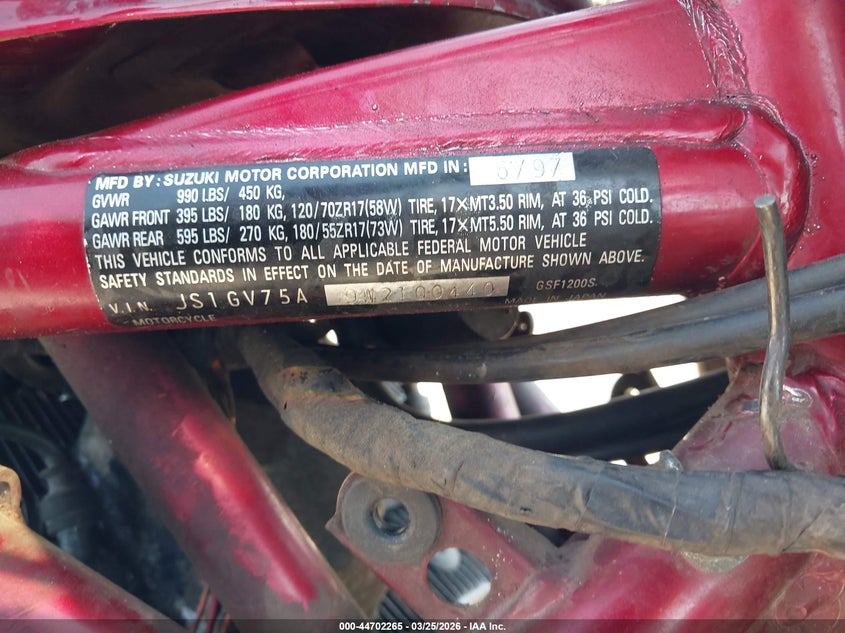 MFD BY: SUZUKI MOTOR CORPORATION MFD IN: 6/97
GVWR 990 LBS/ 450 KG,
GAWR FRONT 395 LBS/ 180 KG, 120/70ZR17(58W) TIRE, 17×MT3.50 RIM, AT 36 PSI COLD.
GAWR REAR 595 LBS/ 270 KG, 180/55ZR17(73W) TIRE, 17×MT5.50 RIM, AT 36 PSI COLD.
THIS VEHICLE CONFORMS TO ALL APPLICABLE FEDERAL MOTOR VEHICLE
SAFETY STANDARDS IN EFFECT ON THE DATE OF MANUFACTURE SHOWN ABOVE.
V.I.N. JS1GV75A 9W2100440 GSF1200S
MOTORCYCLE MADE IN JAPAN
000-44702265 - 03/25/2026 - IAA Inc.